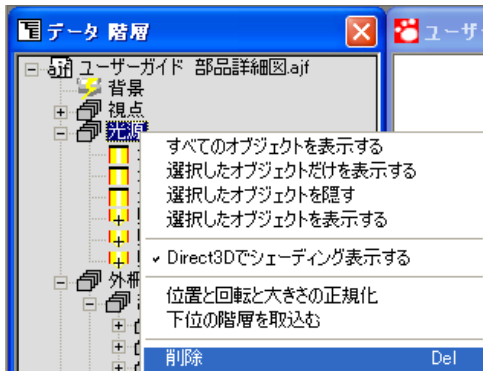 データ 階層
ユーザ
ajf ユーザーガイド 部品詳細図.ajf
背景
視点
光源
すべてのオブジェクトを表示する
選択したオブジェクトだけを表示する
選択したオブジェクトを隠す
選択したオブジェクトを表示する
Direct3Dでシェーディング表示する
位置と回転と大きさの正規化
下位の階層を取込む
削除 Del